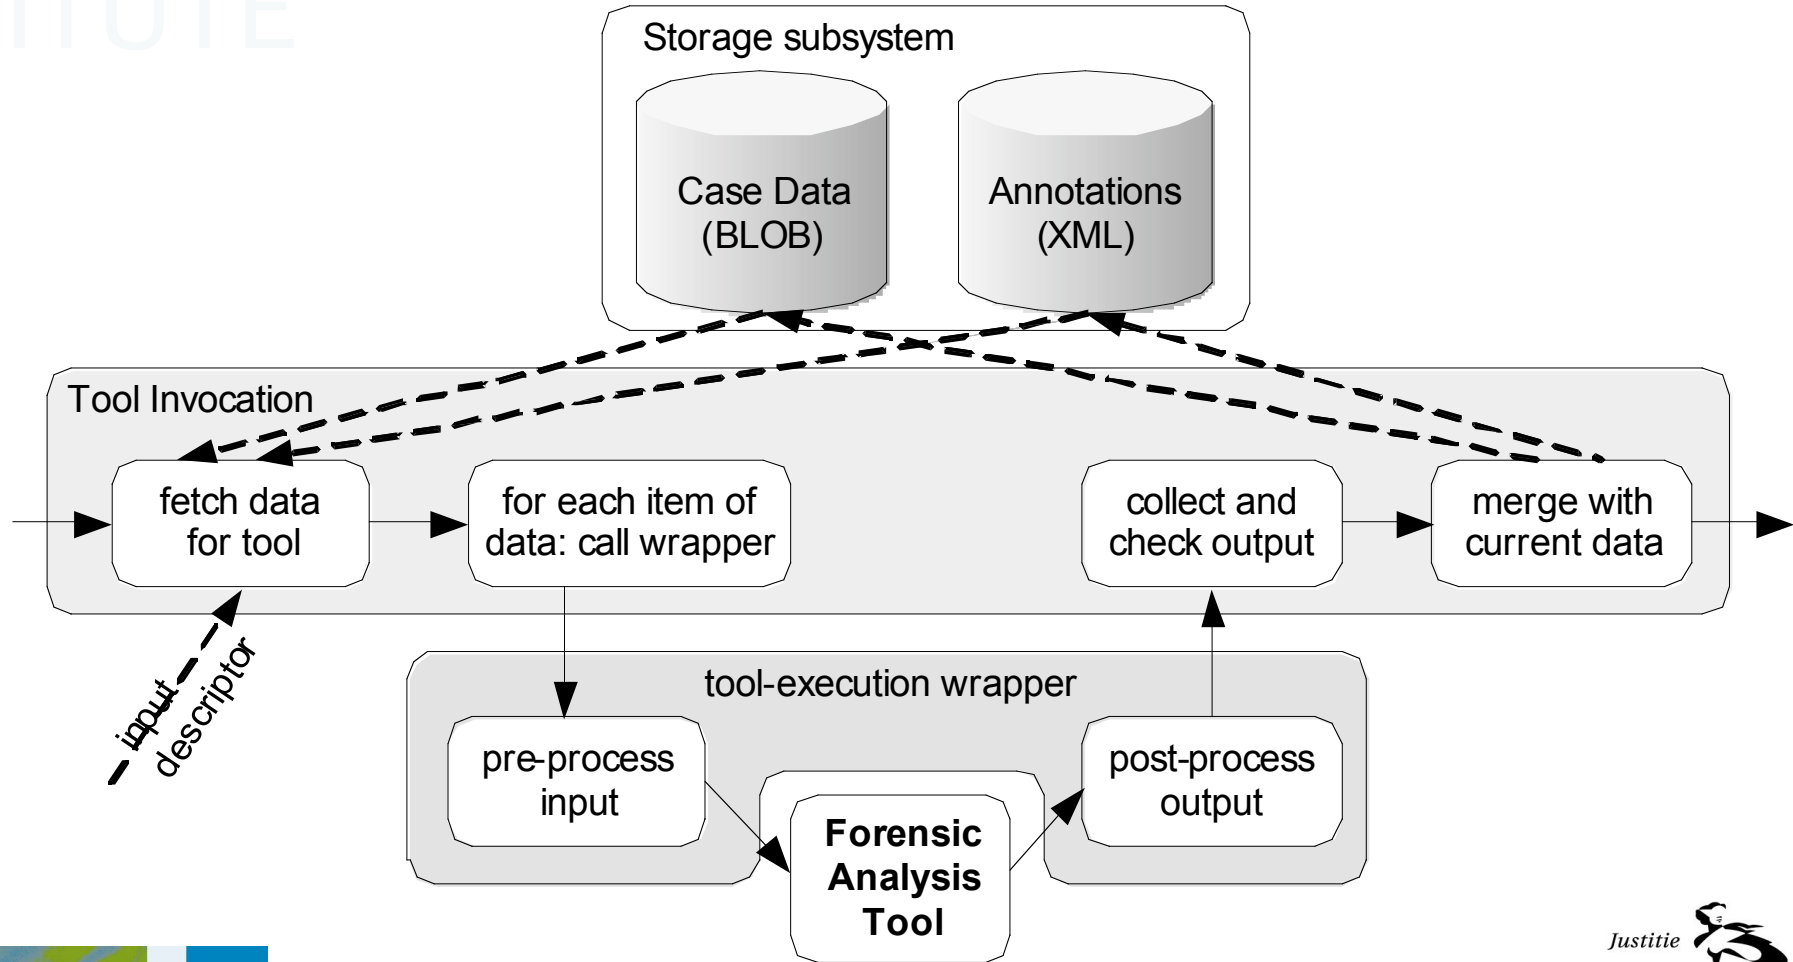 Storage subsystem
Case Data
(BLOB)
Annotations
(XML)
Tool Invocation
fetch data
for tool
for each item of
data: call wrapper
collect and
check output
merge with
current data
input
descriptor
tool-execution wrapper
pre-process
input
post-process
output
Forensic
Analysis
Tool
Justitie